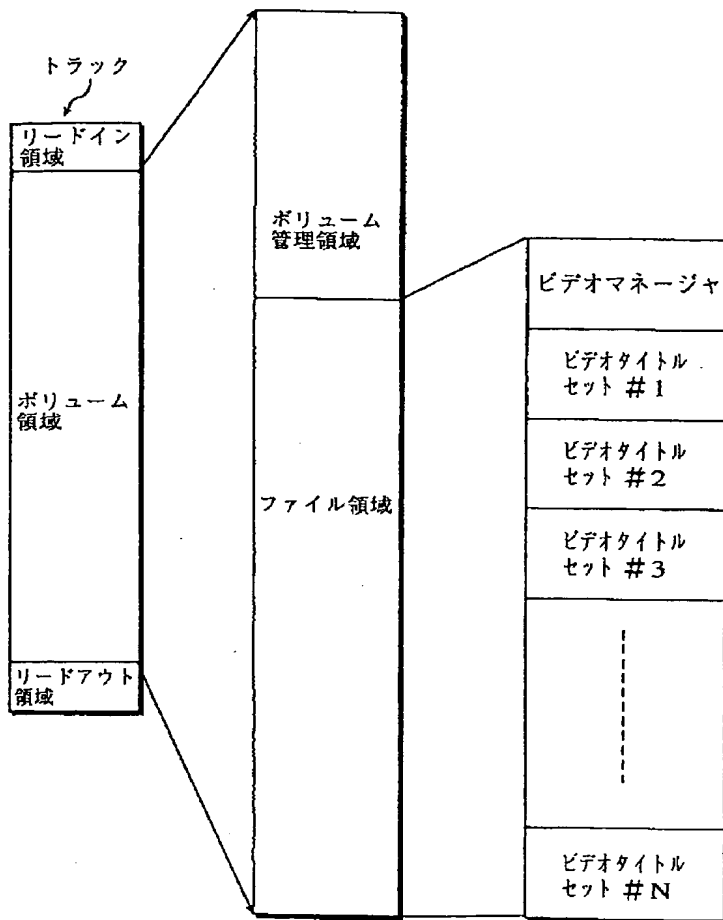 トラック
リードイン
領域
ボリューム
領域
リードアウト
領域
ボリューム
管理領域
ファイル領域
ビデオマネージャ
ビデオタイトル
セット #1
ビデオタイトル
セット #2
ビデオタイトル
セット #3
ビデオタイトル
セット #N